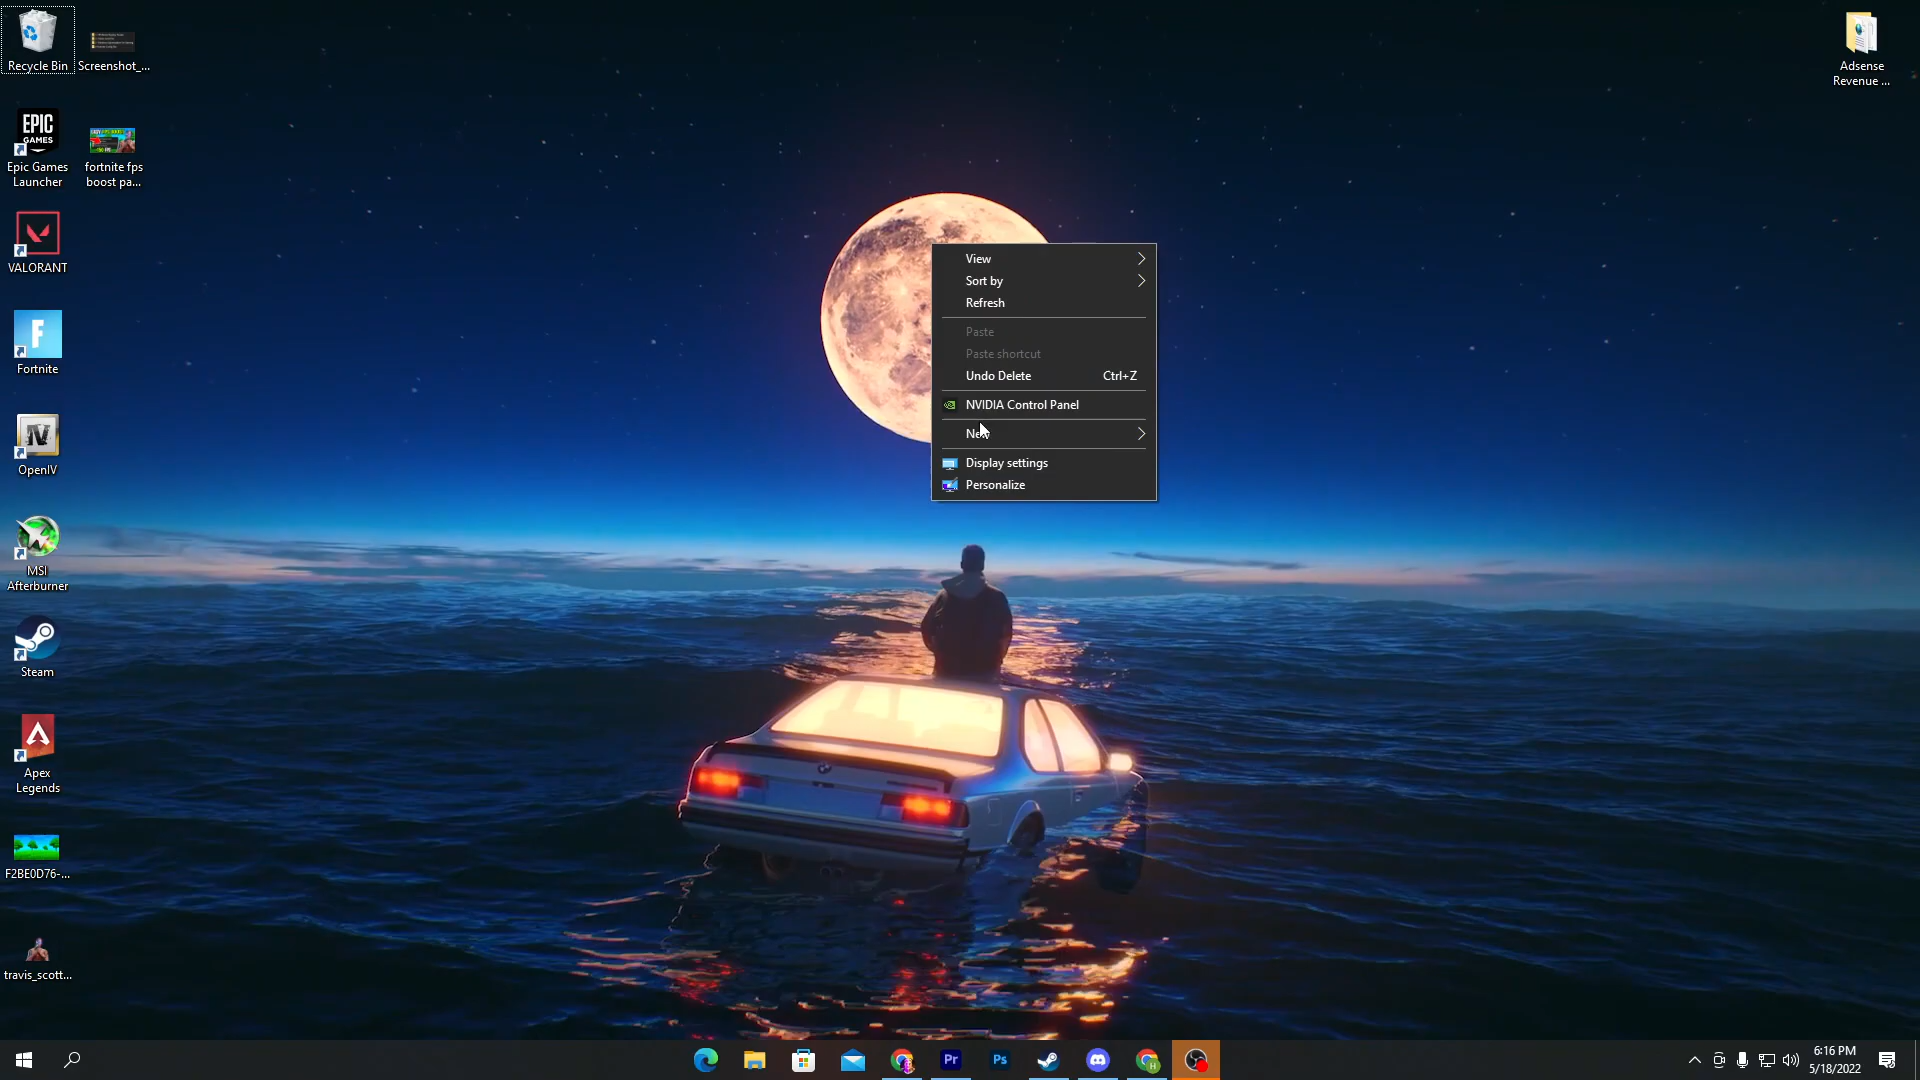 Recycle Bin
Screenshot_...
Adsense
Revenue ...
EPIC
GAMES
Epic Games
Launcher
fortnite fps
boost pa...
VALORANT
F
Fortnite
OpenIV
MSI
Afterburner
Steam
Apex
Legends
F2BE0D76-...
travis_scott...
View
Sort by
Refresh
Paste
Paste shortcut
Undo Delete Ctrl+Z
NVIDIA Control Panel
New
Display settings
Personalize
Pr
Ps
H
6:16 PM
5/18/2022